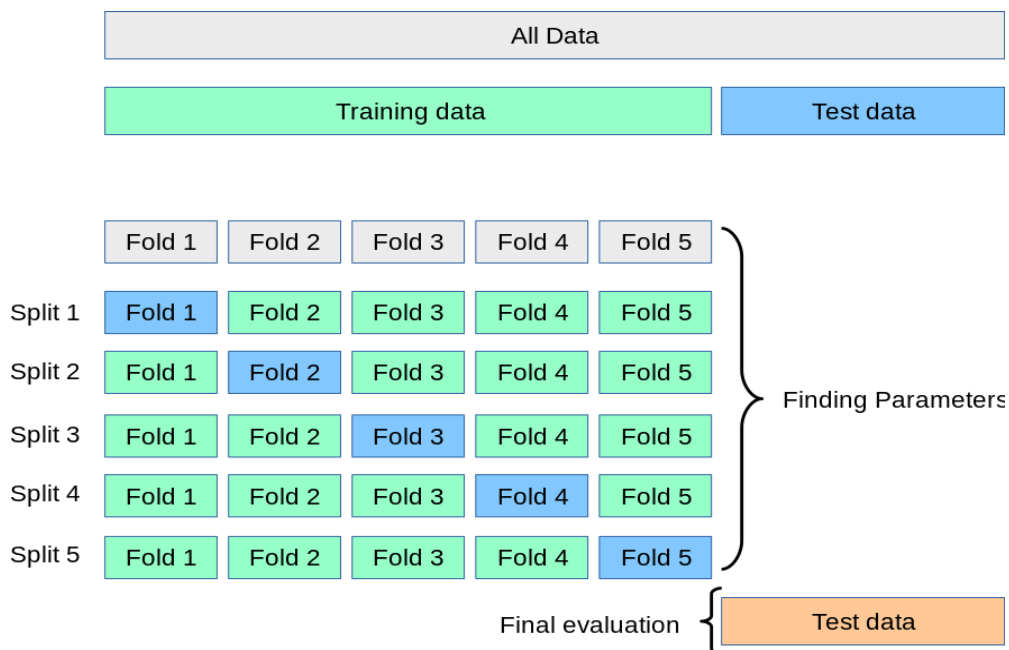 All Data
Training data Test data
Fold 1 Fold 2 Fold 3 Fold 4 Fold 5
Split 1 Fold 1 Fold 2 Fold 3 Fold 4 Fold 5
Split 2 Fold 1 Fold 2 Fold 3 Fold 4 Fold 5
Finding Parameters
Split 3 Fold 1 Fold 2 Fold 3 Fold 4 Fold 5
Split 4 Fold 1 Fold 2 Fold 3 Fold 4 Fold 5
Split 5 Fold 1 Fold 2 Fold 3 Fold 4 Fold 5
Final evaluation Test data